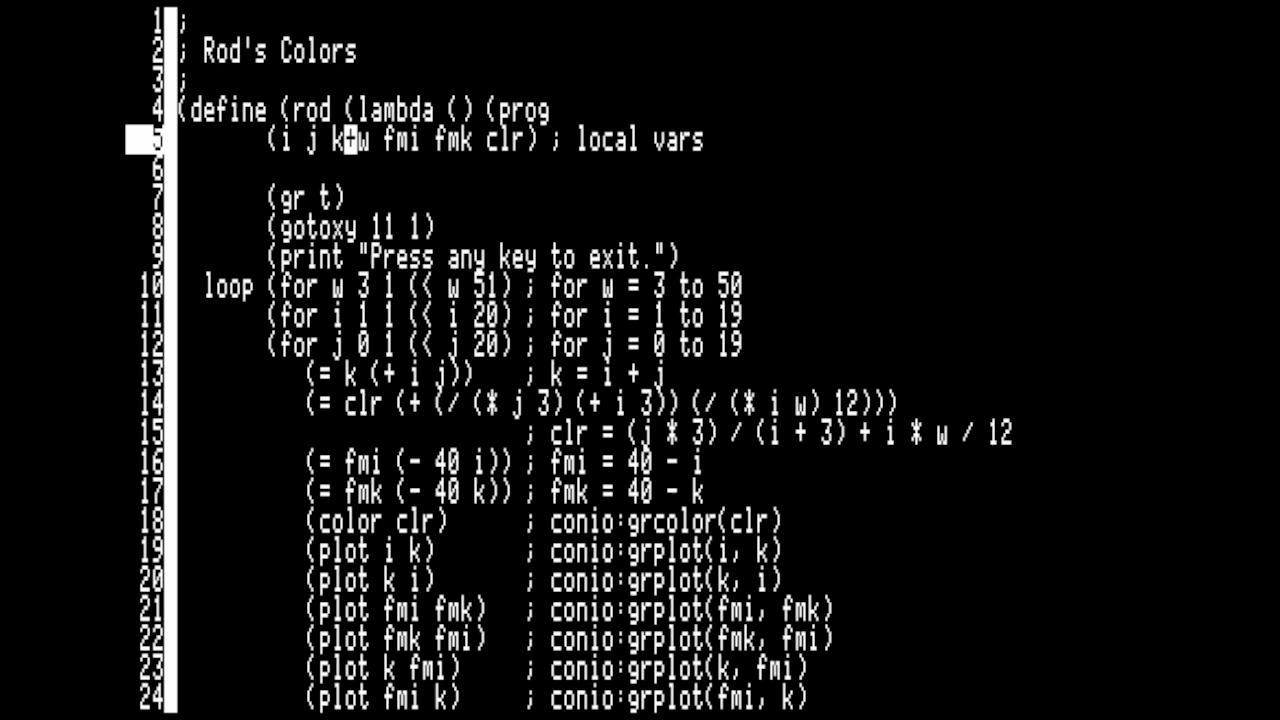 1 ;
2 ; Rod's Colors
3 ;
4 (define (rod (lambda () (prog
5 (i j k+w fmi fmk clr) ; local vars
6
7 (gr t)
8 (gotoxy 11 1)
9 (print "Press any key to exit.")
10 loop (for w 3 1 (< w 51) ; for w = 3 to 50
11 (for i 1 1 (< i 20) ; for i = 1 to 19
12 (for j 0 1 (< j 20) ; for j = 0 to 19
13 (= k (+ i j)) ; k = i + j
14 (= clr (+ (/ (* j 3) (+ i 3)) (/ (* i w) 12)))
15 ; clr = (j * 3) / (i + 3) + i * w / 12
16 (= fmi (- 40 i)) ; fmi = 40 - i
17 (= fmk (- 40 k)) ; fmk = 40 - k
18 (color clr) ; conio:grcolor(clr)
19 (plot i k) ; conio:grplot(i, k)
20 (plot k i) ; conio:grplot(k, i)
21 (plot fmi fmk) ; conio:grplot(fmi, fmk)
22 (plot fmk fmi) ; conio:grplot(fmk, fmi)
23 (plot k fmi) ; conio:grplot(k, fmi)
24 (plot fmi k) ; conio:grplot(fmi, k)